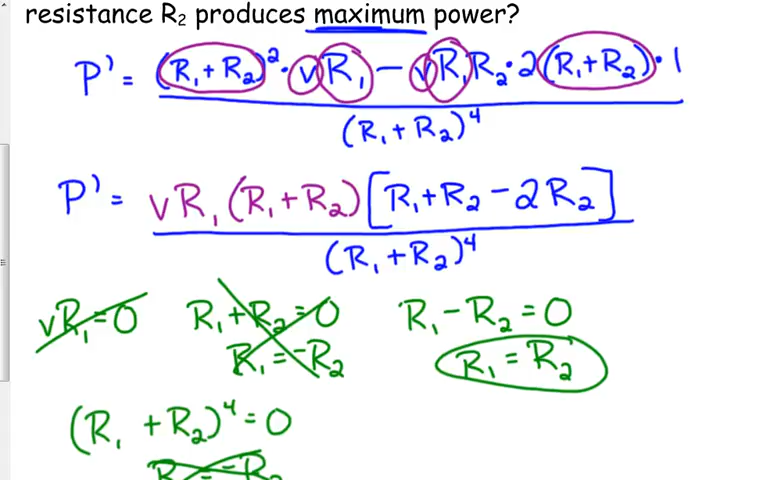 resistance R₂ produces maximum power?
P' = (R₁ + R₂)² · vR₁ − vR₁R₂ · 2(R₁ + R₂) · 1
(R₁ + R₂)⁴
P' = vR₁(R₁ + R₂)[R₁ + R₂ − 2R₂]
(R₁ + R₂)⁴
vR₁ = 0 R₁ + R₂ = 0 R₁ − R₂ = 0
R₁ = −R₂ R₁ = R₂
(R₁ + R₂)⁴ = 0
R₁ = −R₂